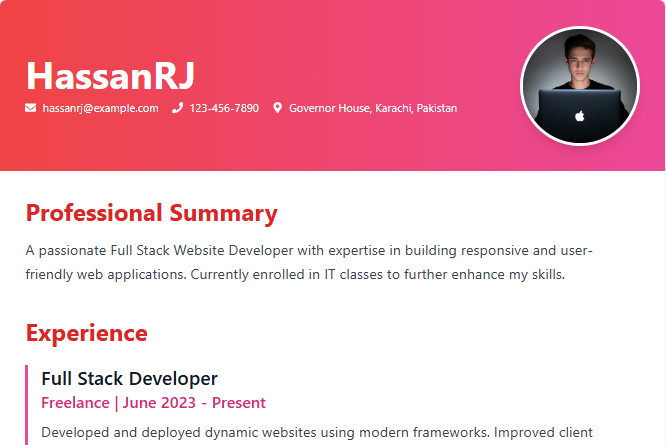 HassanRJ
hassanrj@example.com 123-456-7890 Governor House, Karachi, Pakistan
Professional Summary
A passionate Full Stack Website Developer with expertise in building responsive and user-
friendly web applications. Currently enrolled in IT classes to further enhance my skills.
Experience
Full Stack Developer
Freelance | June 2023 - Present
Developed and deployed dynamic websites using modern frameworks. Improved client